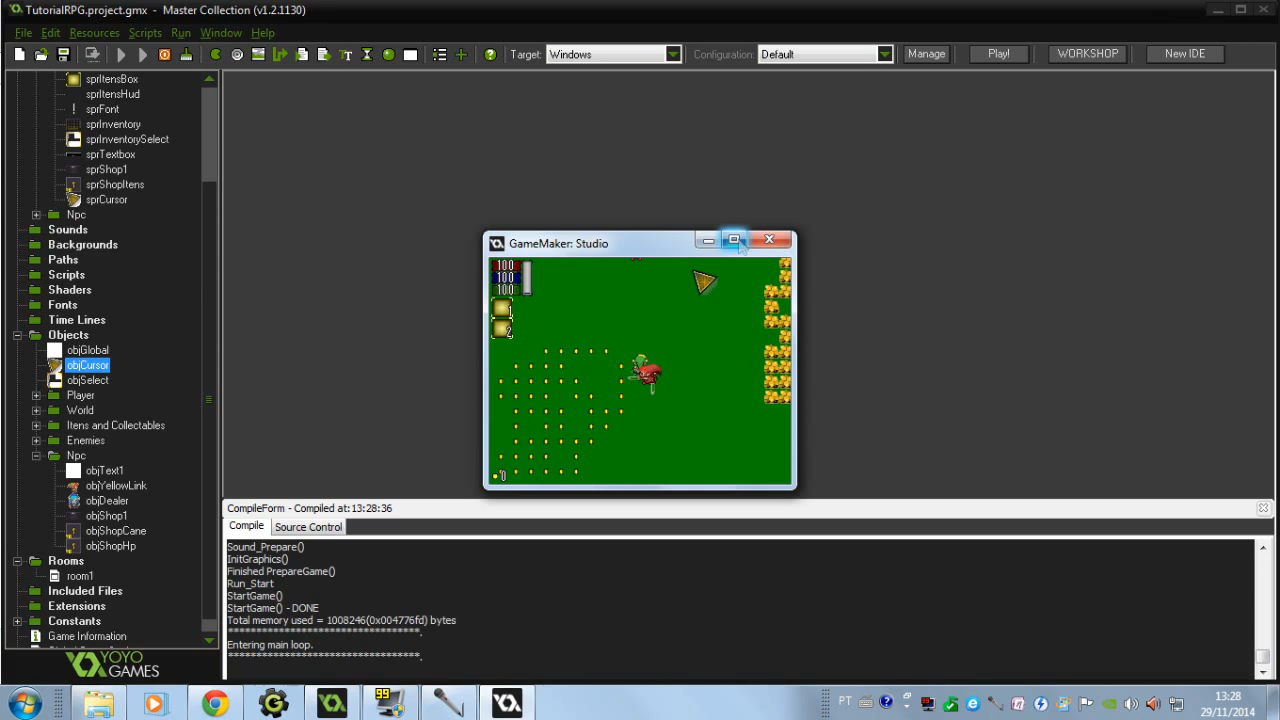 TutorialRPG.project.gmx - Master Collection (v1.2.1130)
File Edit Resources Scripts Run Window Help
Target: Windows Configuration: Default Manage Play! WORKSHOP New IDE
sprItensBox
sprItensHud
sprFont
sprInventory
sprInventorySelect
sprTextbox
sprShop1
sprShopItens
sprCursor
Npc
Sounds
Backgrounds
Paths
Scripts
Shaders
Fonts
Time Lines
Objects
objGlobal
objCursor
objSelect
Player
World
Itens and Collectables
Enemies
Npc
objText1
objYellowLink
objDealer
objShop1
objShopCane
objShopHp
Rooms
room1
Included Files
Extensions
Constants
Game Information
YOYO
GAMES
GameMaker: Studio
100
100
100
1
2
0
CompileForm - Compiled at:13:28:36
Compile Source Control
Sound_Prepare()
InitGraphics()
Finished PrepareGame()
Run_Start
StartGame()
StartGame() - DONE
Total memory used = 1008246(0x004776fd) bytes
**********************************.
Entering main loop.
**********************************.
99
PT
13:28
29/11/2014